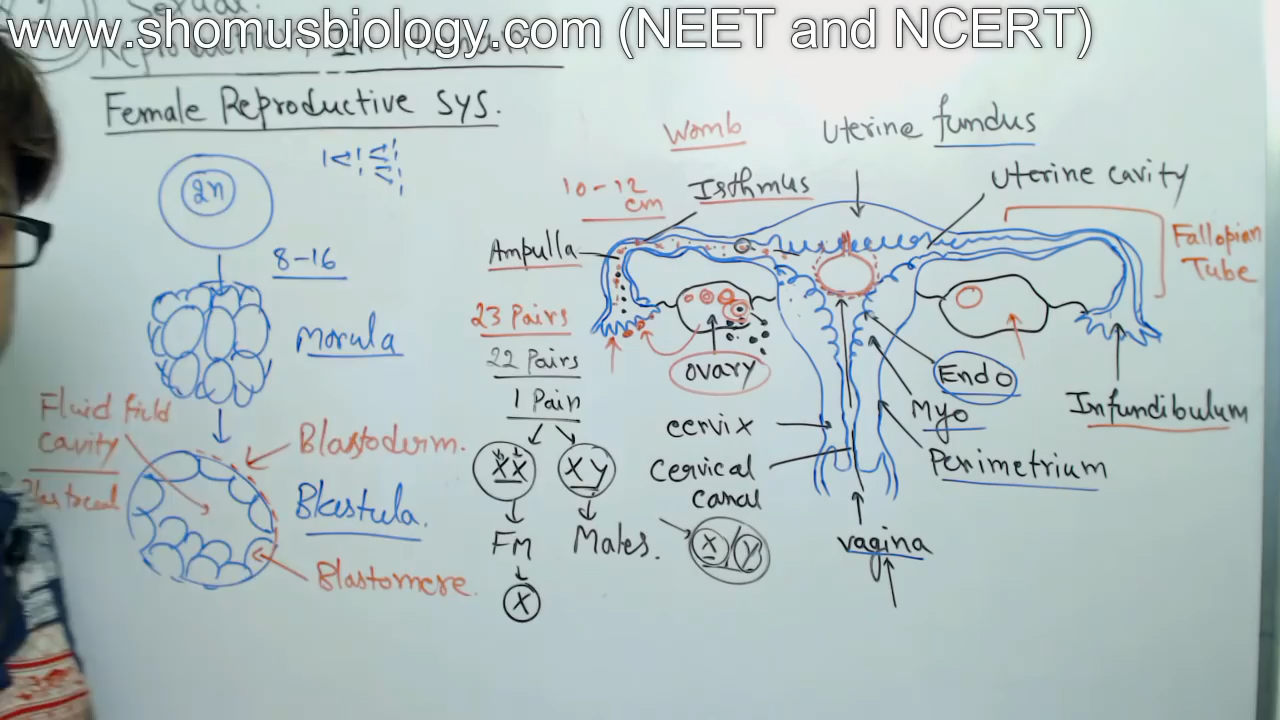 www.shomusbiology.com (NEET and NCERT)
Sexual
Female Reproductive sys.
2n
8-16
morula
Fluid field
cavity
Blastoderm.
Blastula.
Blastomere.
Womb
Uterine fundus
10-12
cm
Isthmus
Uterine cavity
Ampulla
Fallopian
Tube
23 Pairs
22 Pairs
1 Pair
XX
XY
FM
Males.
X
ovary
cervix
Cervical
canal
X
Y
Endo
Myo
Perimetrium
Infundibulum
vagina